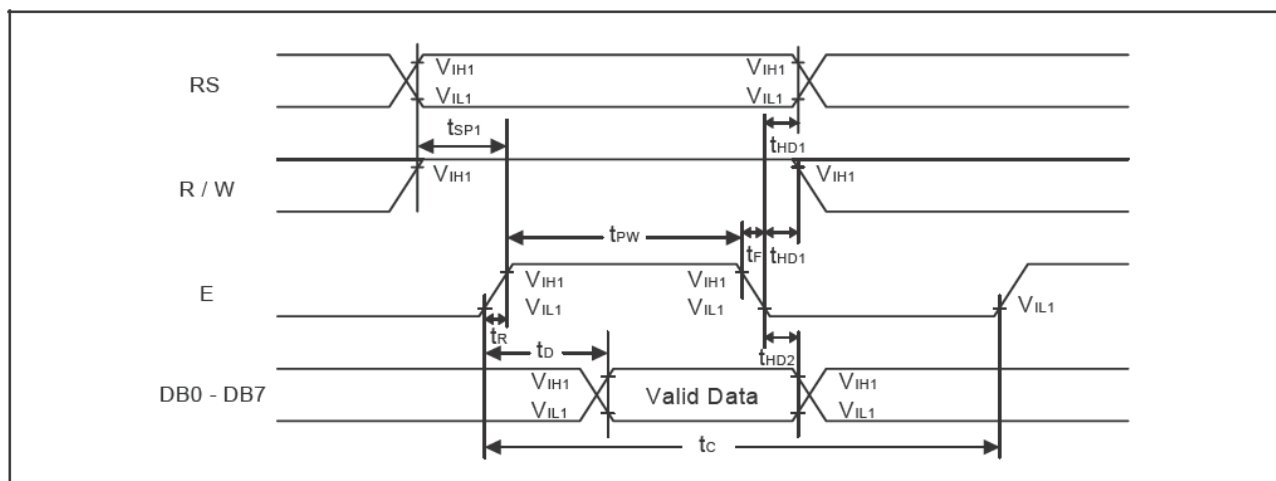 RS
VIH1
VIL1
VIH1
VIL1
tSP1
tHD1
R / W
VIH1
VIH1
tPW
tF
tHD1
E
VIH1
VIL1
VIH1
VIL1
VIL1
tR
tD
tHD2
DB0 - DB7
VIH1
VIL1
Valid Data
VIH1
VIL1
tC